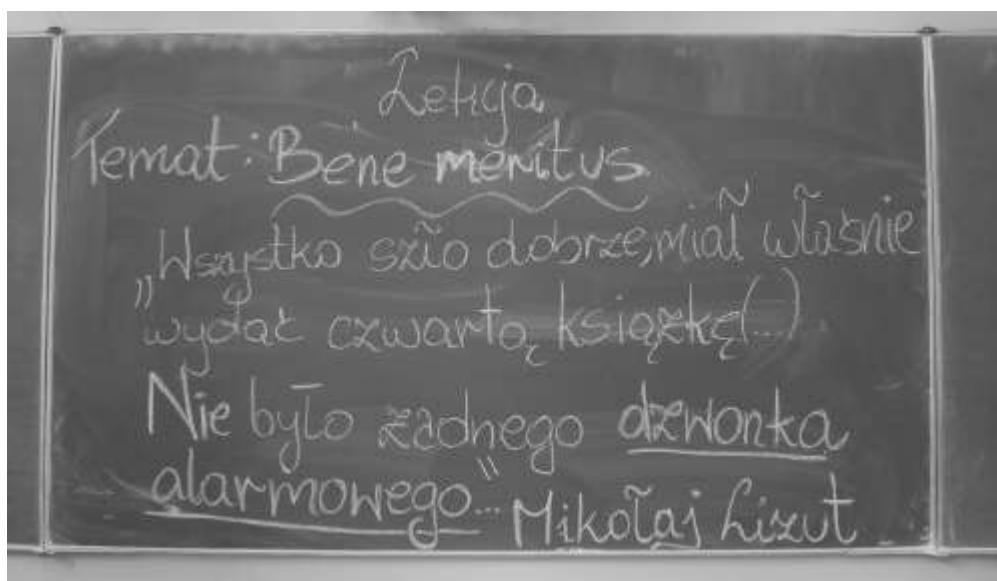 Lekcja
Temat: Bene meritus
„Wszystko szło dobrze, miał właśnie
wydać czwartą książkę (...)
Nie było żadnego dzwonka
alarmowego..." Mikołaj Lizut